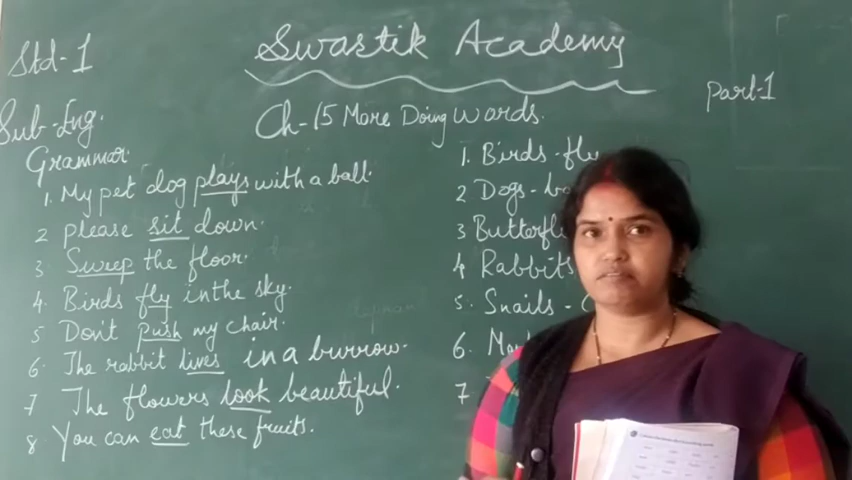 Std-1
Swastik Academy
Part-1
Sub-Eng.
Ch-15 More Doing words.
Grammar
1. My pet dog plays with a ball.
2 please sit down.
3 Sweep the floor.
4. Birds fly in the sky.
5 Don't push my chair.
6. The rabbit lives in a burrow.
7 The flowers look beautiful.
8 You can eat these fruits.
1. Birds - fly
2 Dogs -
3
4 Rabbits
5. Snails -
6.
7